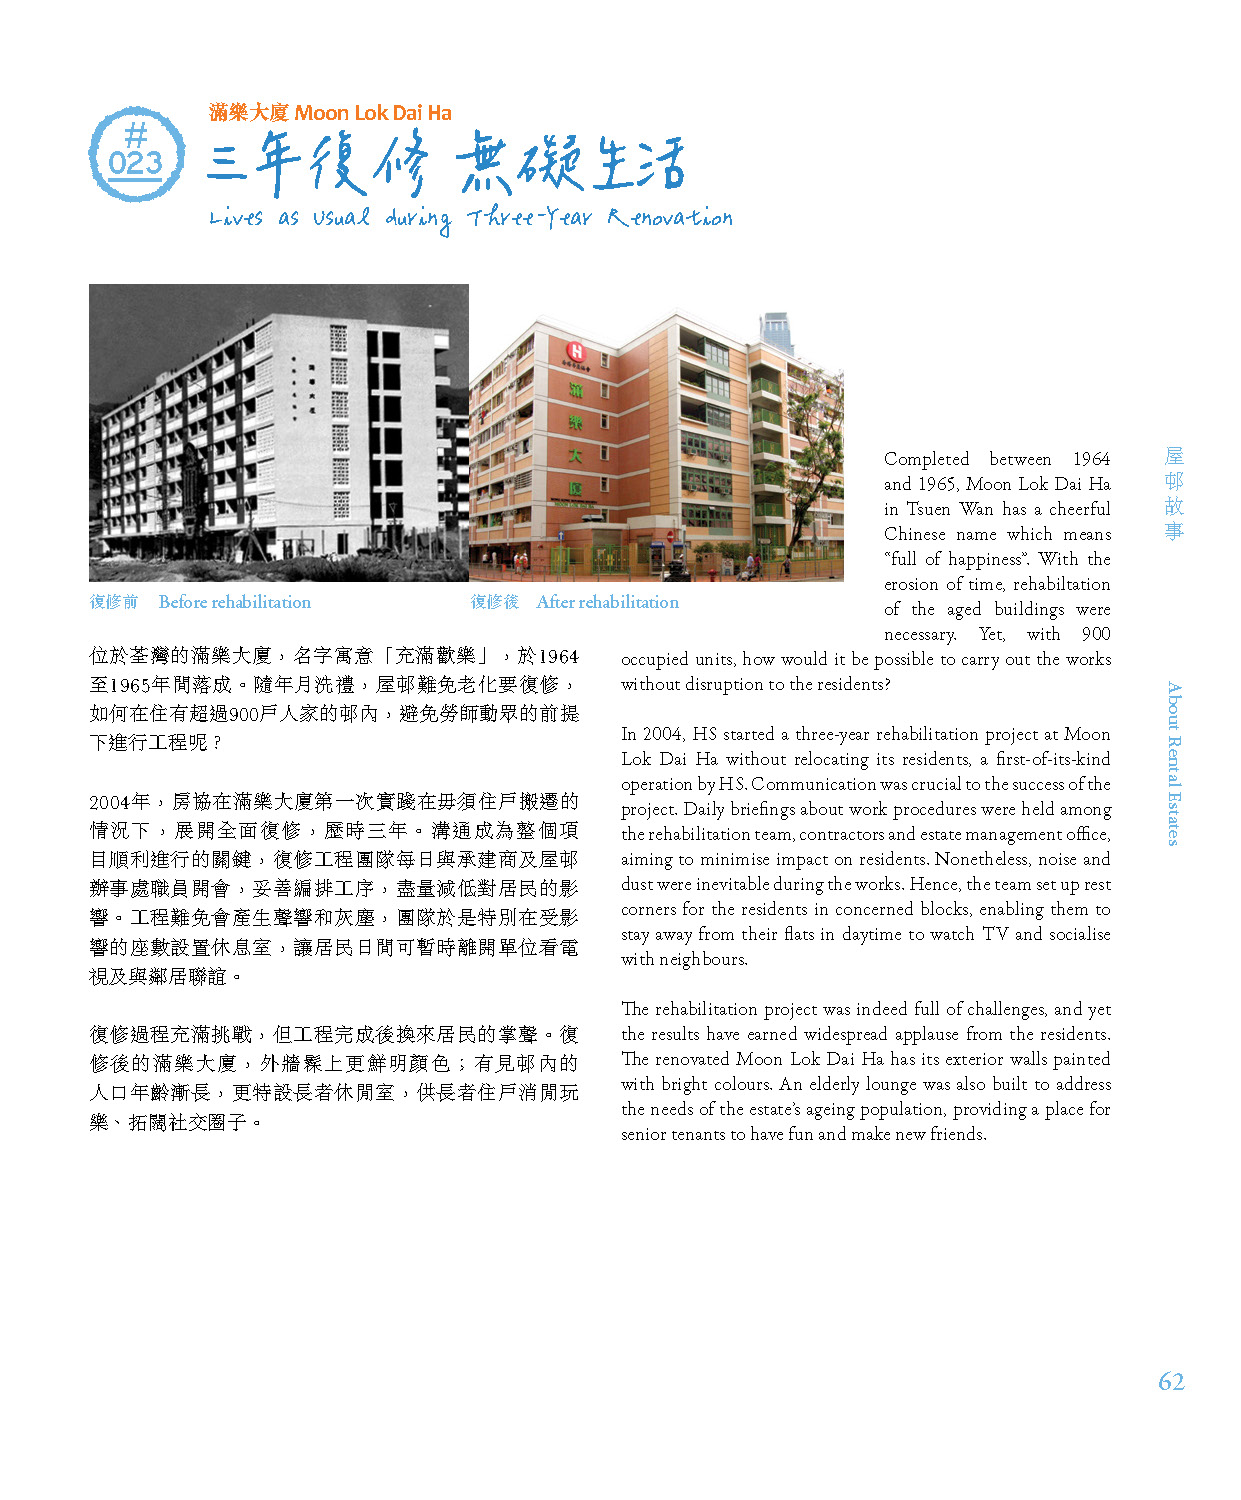 #
023
滿樂大廈 Moon Lok Dai Ha
三年復修 無礙生活
Lives as Usual during Three-Year Renovation
滿
樂
大
廈
復修前 Before rehabilitation
復修後 After rehabilitation
位於荃灣的滿樂大廈，名字寓意「充滿歡樂」，於1964
至1965年間落成。隨年月洗禮，屋邨難免老化要復修，
如何在住有超過900戶人家的邨內，避免勞師動眾的前提
下進行工程呢？
2004年，房協在滿樂大廈第一次實踐在毋須住戶搬遷的
情況下，展開全面復修，歷時三年。溝通成為整個項
目順利進行的關鍵，復修工程團隊每日與承建商及屋邨
辦事處職員開會，妥善編排工序，盡量減低對居民的影
響。工程難免會產生聲響和灰塵，團隊於是特別在受影
響的座數設置休息室，讓居民日間可暫時離開單位看電
視及與鄰居聯誼。
復修過程充滿挑戰，但工程完成後換來居民的掌聲。復
修後的滿樂大廈，外牆髹上更鮮明顏色；有見邨內的
人口年齡漸長，更特設長者休閒室，供長者住戶消閒玩
樂、拓闊社交圈子。
Completed between 1964
and 1965, Moon Lok Dai Ha
in Tsuen Wan has a cheerful
Chinese name which means
“full of happiness”. With the
erosion of time, rehabiltation
of the aged buildings were
necessary. Yet, with 900
occupied units, how would it be possible to carry out the works
without disruption to the residents?
In 2004, HS started a three-year rehabilitation project at Moon
Lok Dai Ha without relocating its residents, a first-of-its-kind
operation by HS. Communication was crucial to the success of the
project. Daily briefings about work procedures were held among
the rehabilitation team, contractors and estate management office,
aiming to minimise impact on residents. Nonetheless, noise and
dust were inevitable during the works. Hence, the team set up rest
corners for the residents in concerned blocks, enabling them to
stay away from their flats in daytime to watch TV and socialise
with neighbours.
The rehabilitation project was indeed full of challenges, and yet
the results have earned widespread applause from the residents.
The renovated Moon Lok Dai Ha has its exterior walls painted
with bright colours. An elderly lounge was also built to address
the needs of the estate’s ageing population, providing a place for
senior tenants to have fun and make new friends.
屋邨故事
About Rental Estates
62